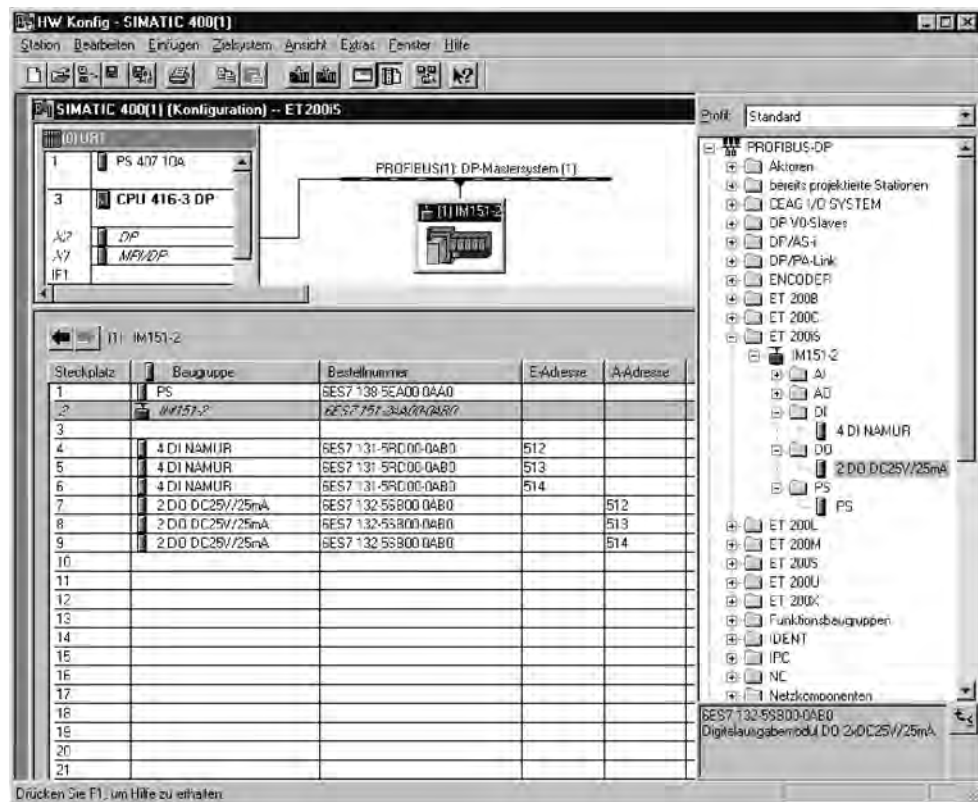 HW Konfig - SIMATIC 400(1)
Station Bearbeiten Einfügen Zielsystem Ansicht Extras Fenster Hilfe
SIMATIC 400(1) (Konfiguration) -- ET200iS
(0) UR1
1 PS 407 10A
3 CPU 416-3 DP
X2 DP
X1 MPI/DP
IF1
PROFIBUS(1): DP-Mastersystem (1)
(1) IM151-2
Profil: Standard
PROFIBUS-DP
Aktoren
bereits projektierte Stationen
CEAG I/O SYSTEM
DP V0-Slaves
DP/AS-i
DP/PA-Link
ENCODER
ET 200B
ET 200C
ET 200iS
IM151-2
AI
AO
DI
4 DI NAMUR
DO
2 DO DC25V/25mA
PS
PS
ET 200L
ET 200M
ET 200S
ET 200U
ET 200X
Funktionsbaugruppen
IDENT
IPC
NC
Netzkomponenten
6ES7 132-5SB00-0AB0
Digitalausgabemodul DO 2xDC25V/25mA
(1) IM151-2
Steckplatz Baugruppe Bestellnummer E-Adresse A-Adresse
1 PS 6ES7 138-5EA00-0AA0
2 IM151-2
3
4 4 DI NAMUR 6ES7 131-5RD00-0AB0 512
5 4 DI NAMUR 6ES7 131-5RD00-0AB0 513
6 4 DI NAMUR 6ES7 131-5RD00-0AB0 514
7 2 DO DC25V/25mA 6ES7 132-5SB00-0AB0 512
8 2 DO DC25V/25mA 6ES7 132-5SB00-0AB0 513
9 2 DO DC25V/25mA 6ES7 132-5SB00-0AB0 514
10
11
12
13
14
15
16
17
18
19
20
21
Drücken Sie F1, um Hilfe zu erhalten.